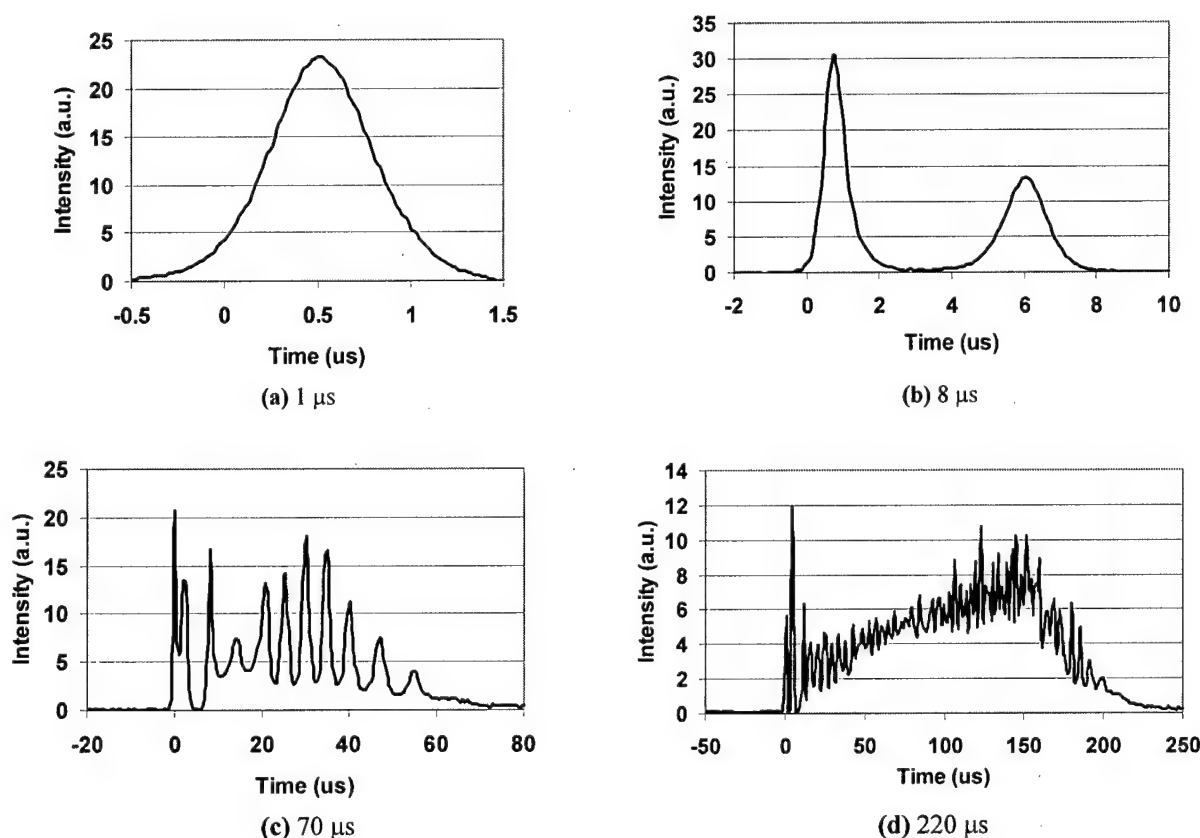 25
20
15
10
5
0
Intensity (a.u.)
-0.5 0 0.5 1 1.5
Time (us)
(a) 1 μs
35
30
25
20
15
10
5
0
Intensity (a.u.)
-2 0 2 4 6 8 10
Time (us)
(b) 8 μs
25
20
15
10
5
0
Intensity (a.u.)
-20 0 20 40 60 80
Time (us)
(c) 70 μs
14
12
10
8
6
4
2
0
Intensity (a.u.)
-50 0 50 100 150 200 250
Time (us)
(d) 220 μs